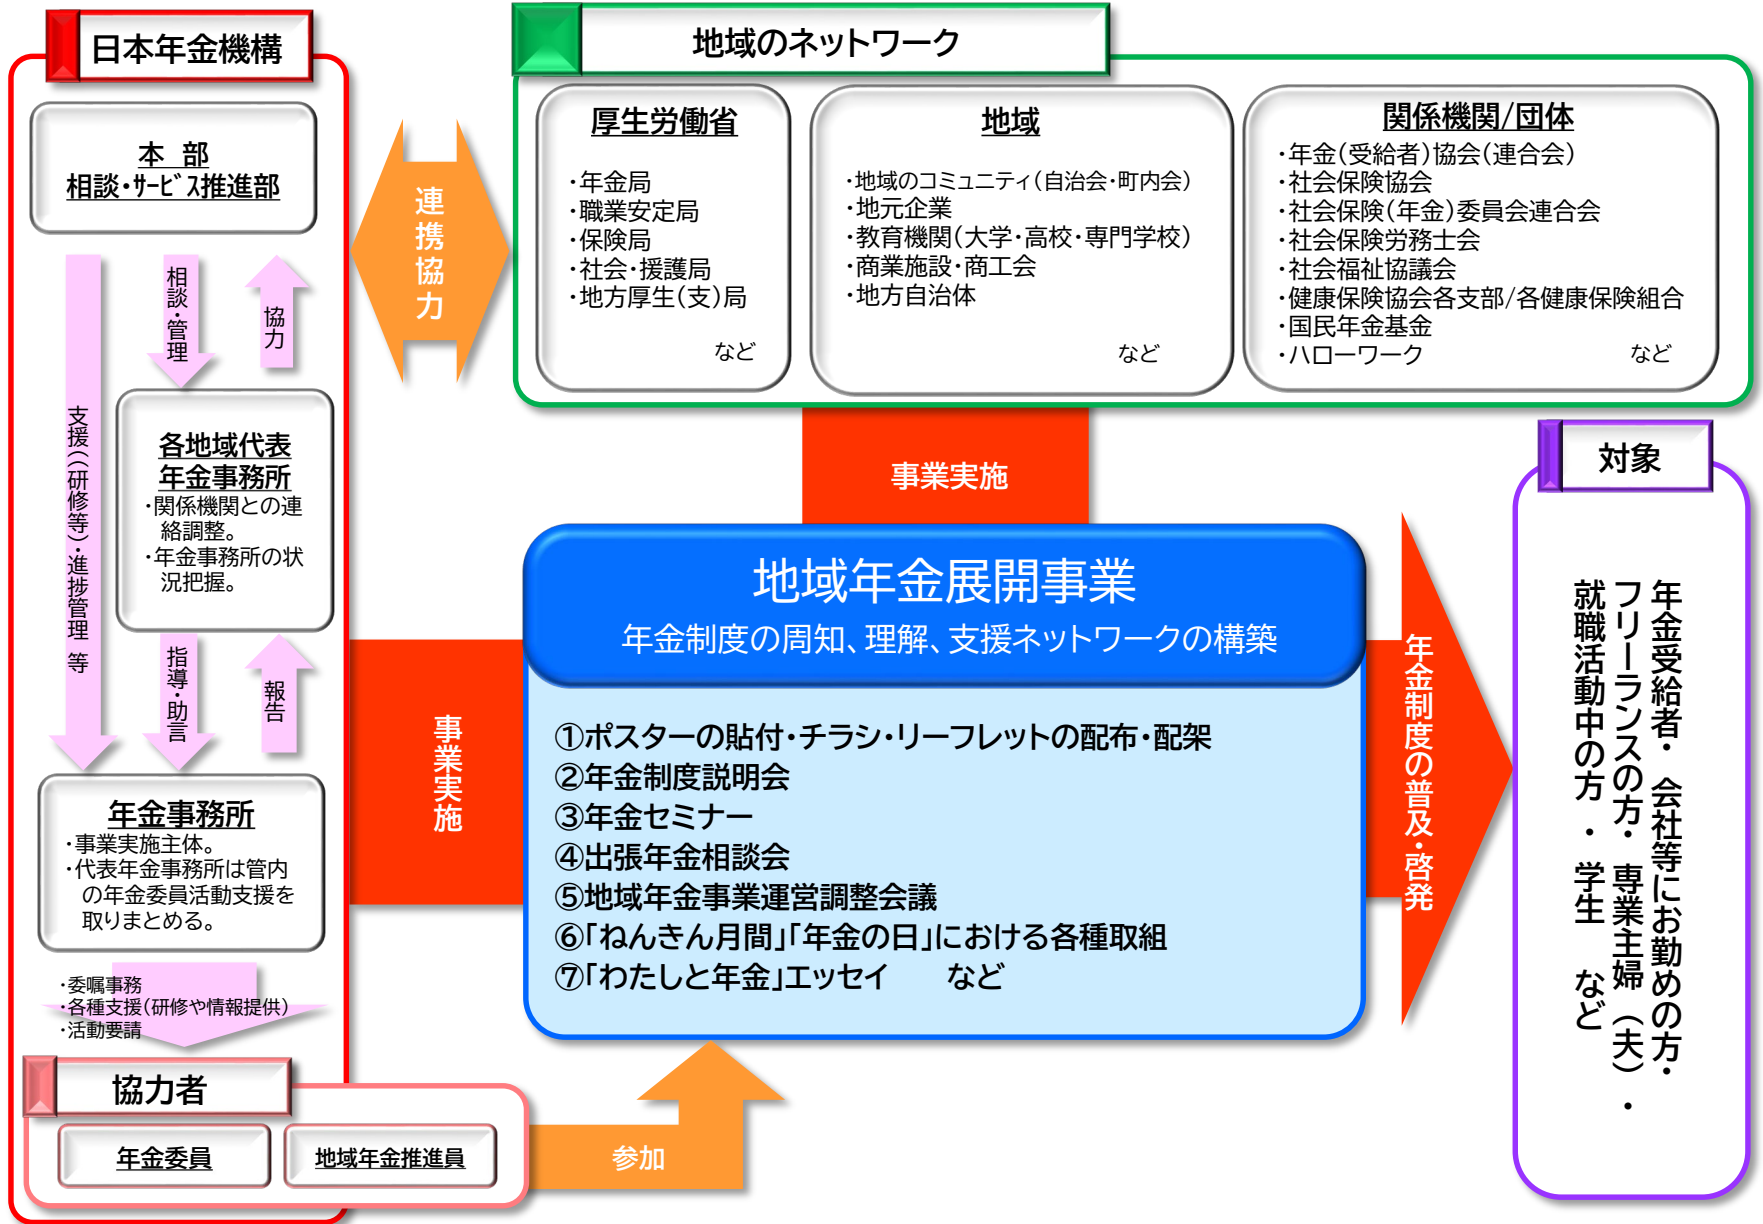 日本年金機構
本 部
相談・サービス推進部
支援((研修等)・進捗管理 等
相談・管理
協力
各地域代表
年金事務所
・関係機関との連
絡調整。
・年金事務所の状
況把握。
指導・助言
報告
年金事務所
・事業実施主体。
・代表年金事務所は管内
の年金委員活動支援を
取りまとめる。
・委嘱事務
・各種支援(研修や情報提供)
・活動要請
協力者
年金委員
地域年金推進員
連携協力
地域のネットワーク
厚生労働省
・年金局
・職業安定局
・保険局
・社会・援護局
・地方厚生(支)局
など
地域
・地域のコミュニティ(自治会・町内会)
・地元企業
・教育機関(大学・高校・専門学校)
・商業施設・商工会
・地方自治体
など
関係機関/団体
・年金(受給者)協会(連合会)
・社会保険協会
・社会保険(年金)委員会連合会
・社会保険労務士会
・社会福祉協議会
・健康保険協会各支部/各健康保険組合
・国民年金基金
・ハローワーク など
事業実施
事業実施
地域年金展開事業
年金制度の周知、理解、支援ネットワークの構築
①ポスターの貼付・チラシ・リーフレットの配布・配架
②年金制度説明会
③年金セミナー
④出張年金相談会
⑤地域年金事業運営調整会議
⑥「ねんきん月間」「年金の日」における各種取組
⑦「わたしと年金」エッセイ など
参加
年金制度の普及・啓発
対象
年金受給者・ 会社等にお勤めの方・
フリーランスの方・ 専業主婦(夫)・
就職活動中の方 ・ 学生 など